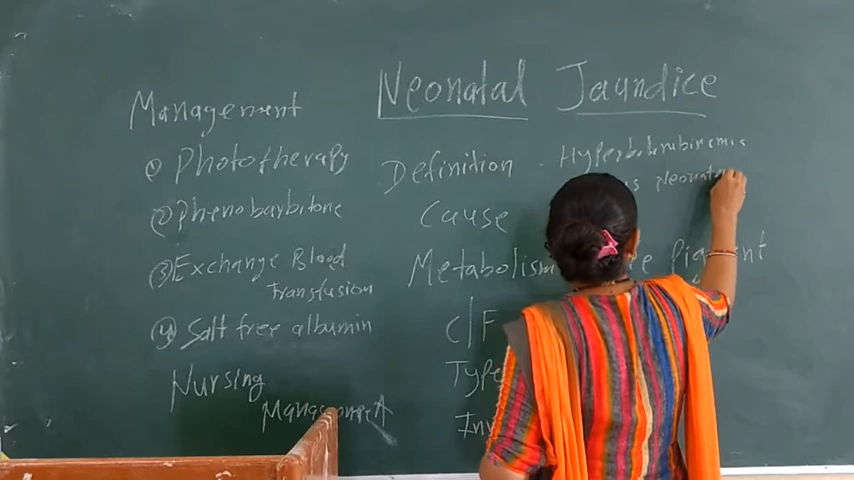 Neonatal Jaundice
Management
① Phototherapy
② Phenobarbitone
③ Exchange Blood
Transfusion
④ Salt free albumin
Nursing
Management
Definition - Hyperbilirubinemia
Neonatal
Cause
Metabolism Pigment
C/F